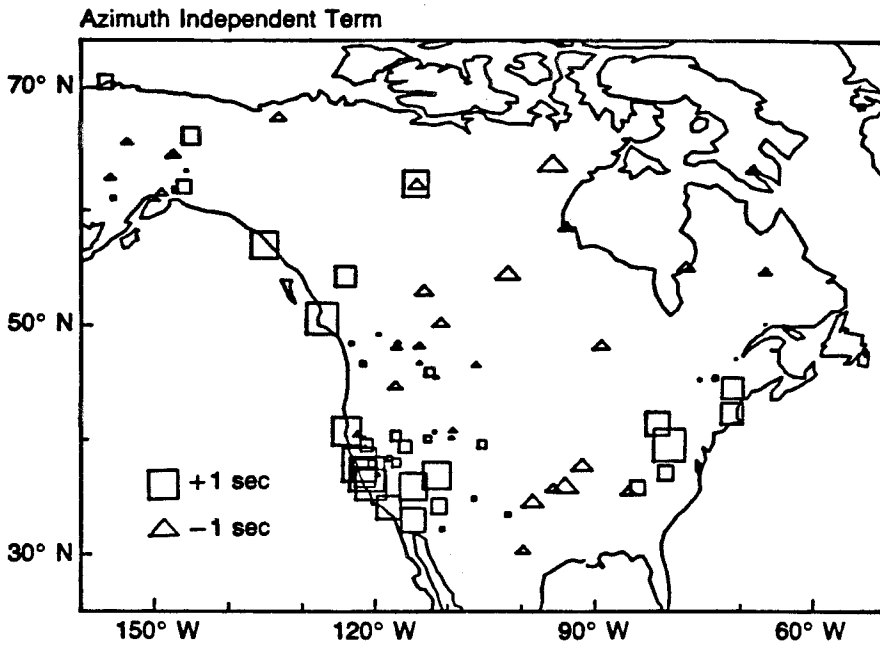 Azimuth Independent Term
70° N
50° N
30° N
+1 sec
−1 sec
150° W
120° W
90° W
60° W